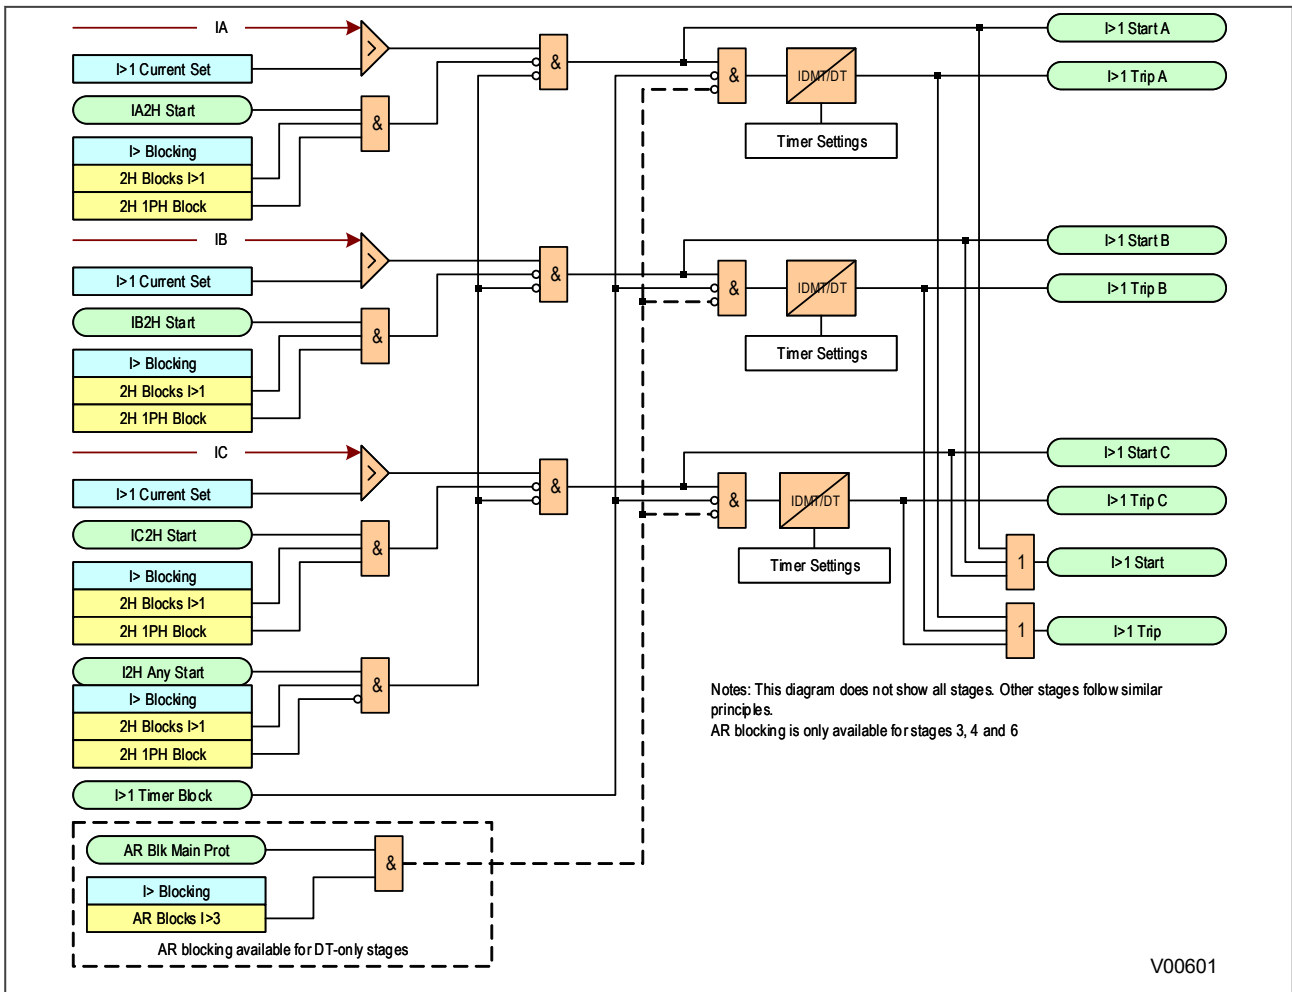 IA
I>1 Start A
>
&
I>1 Current Set
&
IDMT/DT
I>1 Trip A
IA2H Start
&
Timer Settings
I> Blocking
2H Blocks I>1
2H 1PH Block
IB
I>1 Start B
>
&
I>1 Current Set
&
IDMT/DT
I>1 Trip B
IB2H Start
&
Timer Settings
I> Blocking
2H Blocks I>1
2H 1PH Block
IC
I>1 Start C
>
&
I>1 Current Set
&
IDMT/DT
I>1 Trip C
IC2H Start
&
Timer Settings
1
I>1 Start
I> Blocking
2H Blocks I>1
2H 1PH Block
1
I>1 Trip
I2H Any Start
&
I> Blocking
2H Blocks I>1
2H 1PH Block
Notes: This diagram does not show all stages. Other stages follow similar
principles.
AR blocking is only available for stages 3, 4 and 6
I>1 Timer Block
AR Blk Main Prot
&
I> Blocking
AR Blocks I>3
AR blocking available for DT-only stages
V00601